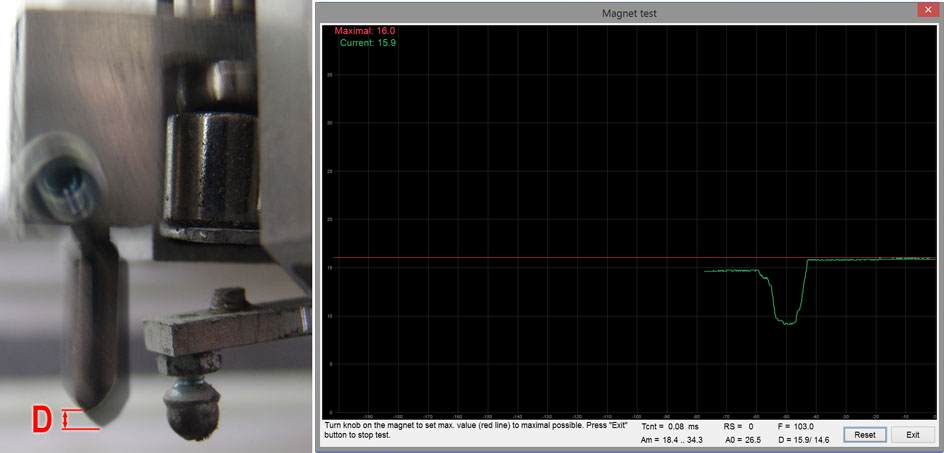 Magnet test
Maximal: 16.0
Current: 15.9
35
30
25
20
15
10
5
0
-190 -180 -170 -160 -150 -140 -130 -120 -110 -100 -90 -80 -70 -60 -50 -40 -30 -20 -10 0
D
Turn knob on the magnet to set max. value (red line) to maximal possible. Press "Exit"
button to stop test.
Tcnt = 0.08 ms RS = 0 F = 103.0
Am = 18.4 .. 34.3 A0 = 26.5 D = 15.9/ 14.6
Reset
Exit